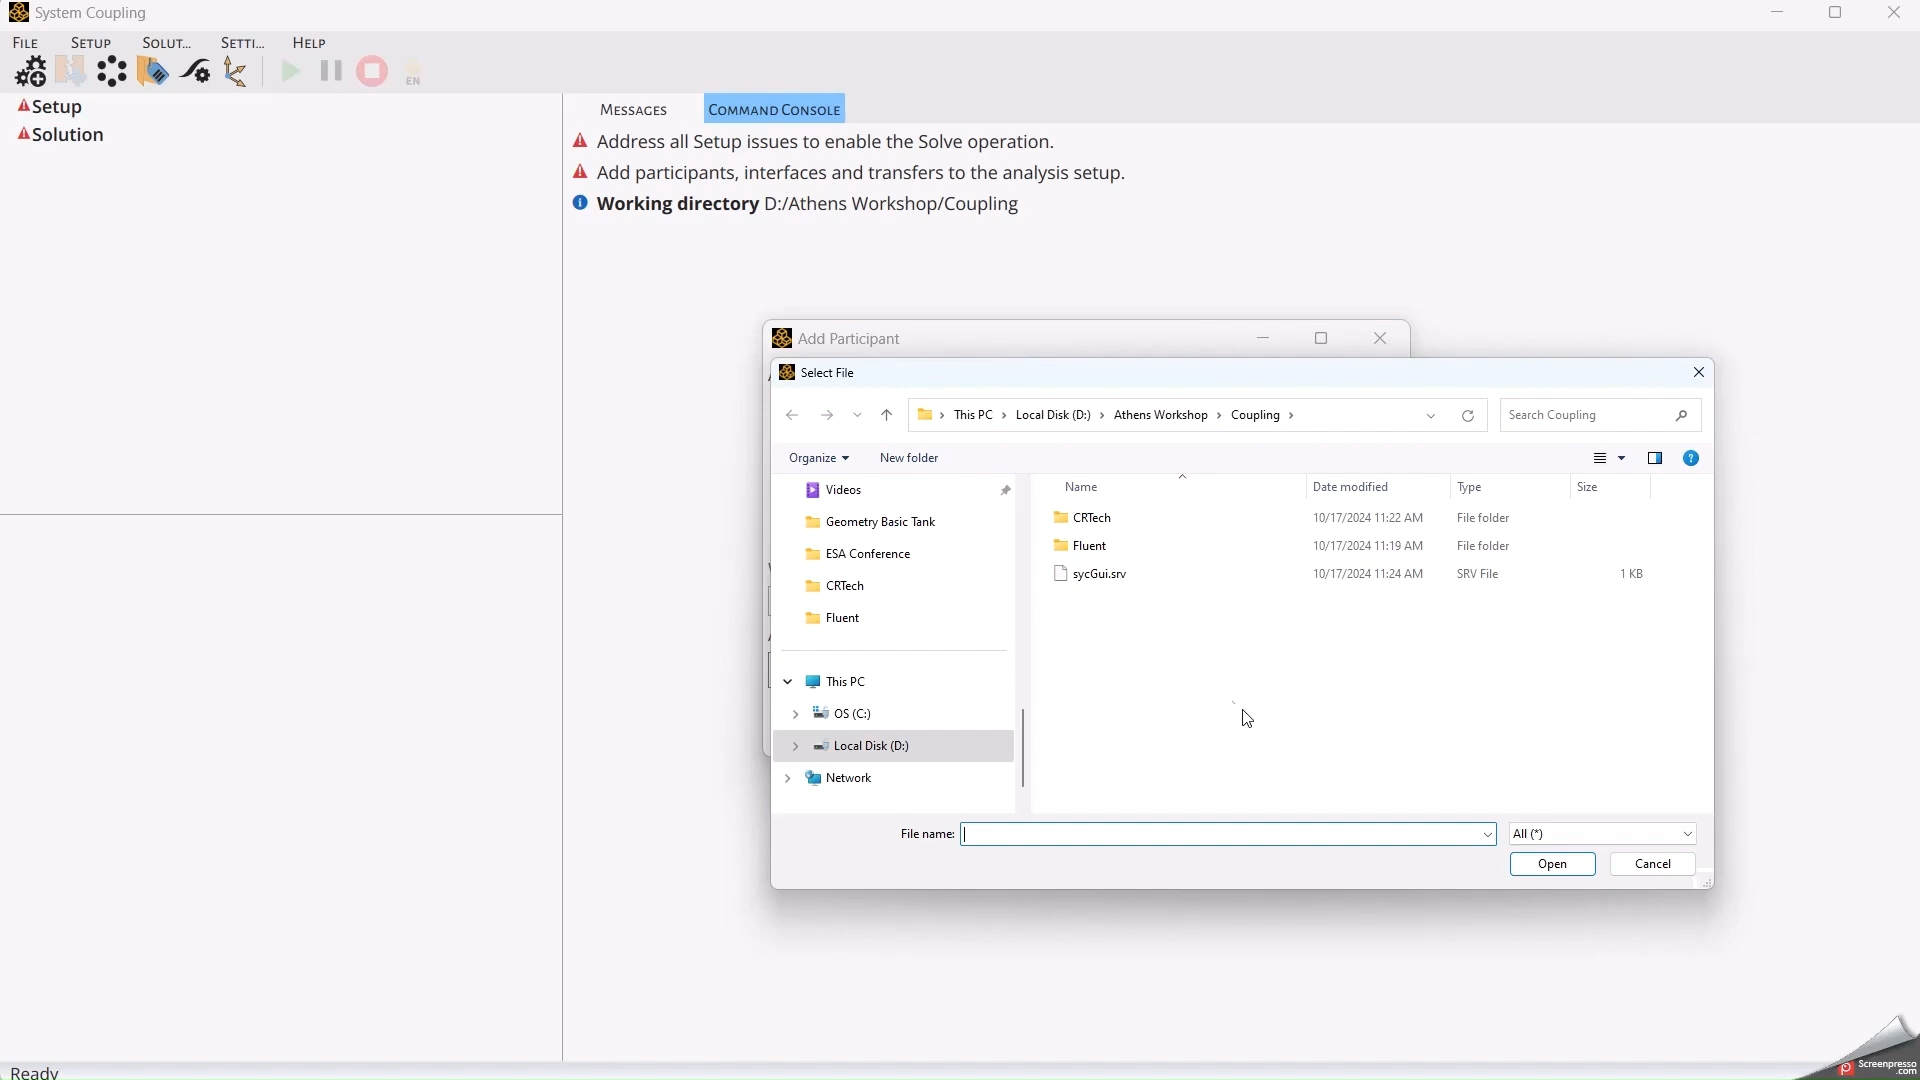 System Coupling
FILE SETUP SOLUT... SETTI... HELP
EN
Setup
Solution
MESSAGES COMMAND CONSOLE
Address all Setup issues to enable the Solve operation.
Add participants, interfaces and transfers to the analysis setup.
Working directory D:/Athens Workshop/Coupling
Add Participant
Select File
This PC > Local Disk (D:) > Athens Workshop > Coupling >
Search Coupling
Organize New folder
Videos
Geometry Basic Tank
ESA Conference
CRTech
Fluent
This PC
OS (C:)
Local Disk (D:)
Network
Name Date modified Type Size
CRTech 10/17/2024 11:22 AM File folder
Fluent 10/17/2024 11:19 AM File folder
sycGui.srv 10/17/2024 11:24 AM SRV File 1 KB
File name: All (*)
Open Cancel
Ready
Screenpresso
.com